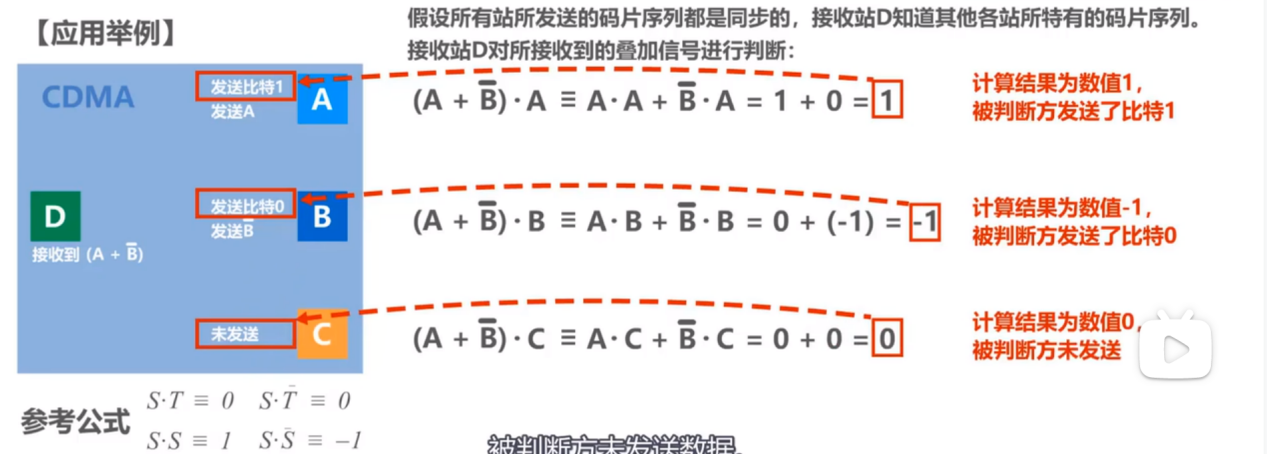 【应用举例】
假设所有站所发送的码片序列都是同步的，接收站D知道其他各站所特有的码片序列。
接收站D对所接收到的叠加信号进行判断：
CDMA
发送比特1
发送A
A
(A + B̅)·A ≡ A·A + B̅·A = 1 + 0 = 1
计算结果为数值1，
被判断方发送了比特1
D
接收到 (A + B̅)
发送比特0
发送B̅
B
(A + B̅)·B ≡ A·B + B̅·B = 0 + (-1) = -1
计算结果为数值-1，
被判断方发送了比特0
未发送
C
(A + B̅)·C ≡ A·C + B̅·C = 0 + 0 = 0
计算结果为数值0，
被判断方未发送
参考公式
S·T ≡ 0 S·T̅ ≡ 0
S·S ≡ 1 S·S̅ ≡ -1
被判断方未发送数据。